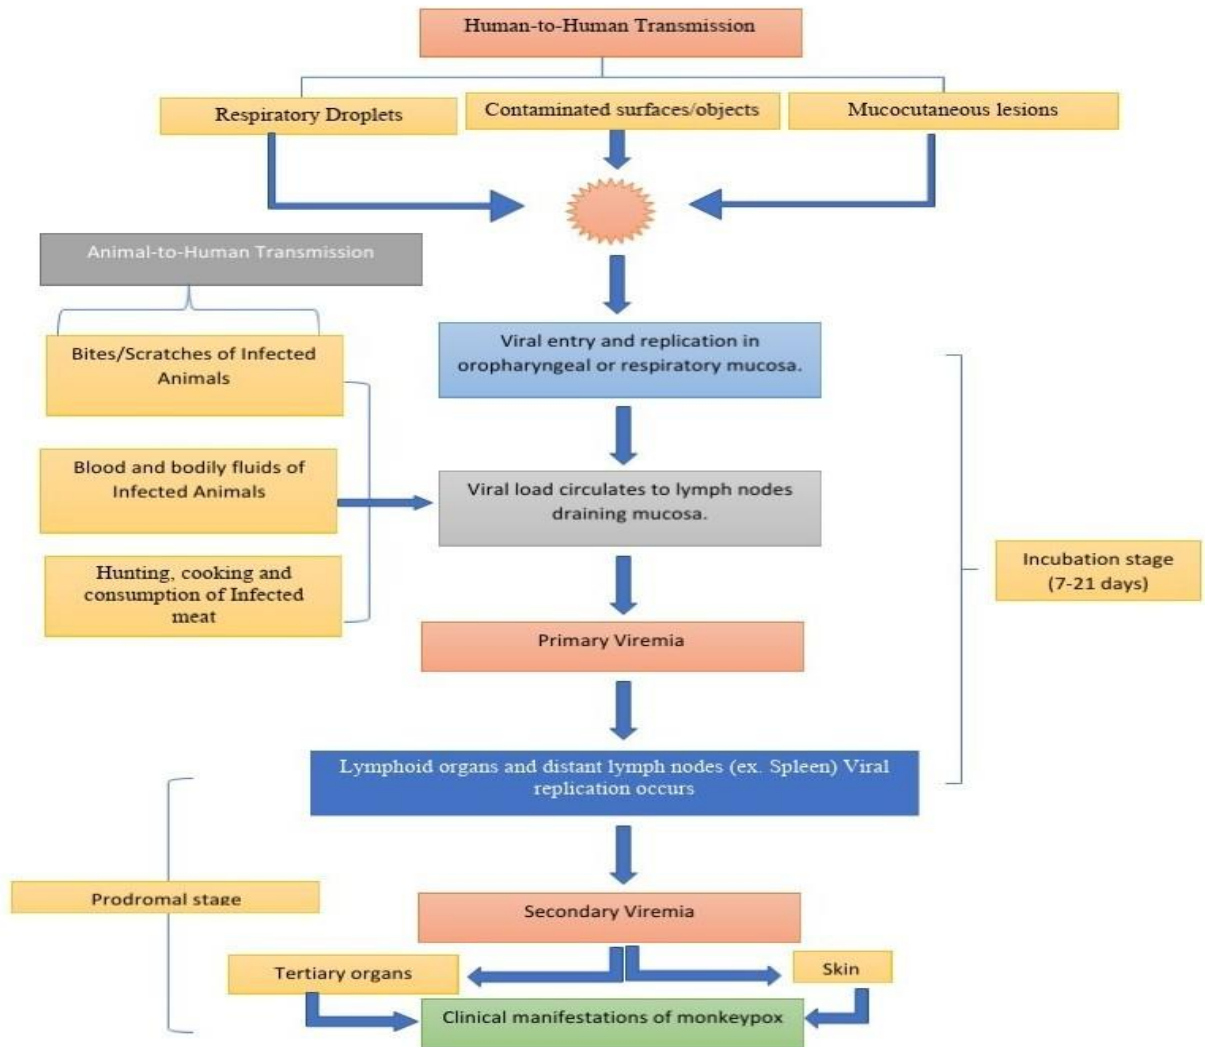 Human-to-Human Transmission
Respiratory Droplets
Contaminated surfaces/objects
Mucocutaneous lesions
Animal-to-Human Transmission
Bites/Scratches of Infected
Animals
Viral entry and replication in
oropharyngeal or respiratory mucosa.
Blood and bodily fluids of
Infected Animals
Viral load circulates to lymph nodes
draining mucosa.
Hunting, cooking and
consumption of Infected
meat
Incubation stage
(7-21 days)
Primary Viremia
Lymphoid organs and distant lymph nodes (ex. Spleen) Viral
replication occurs
Prodromal stage
Secondary Viremia
Tertiary organs
Skin
Clinical manifestations of monkeypox